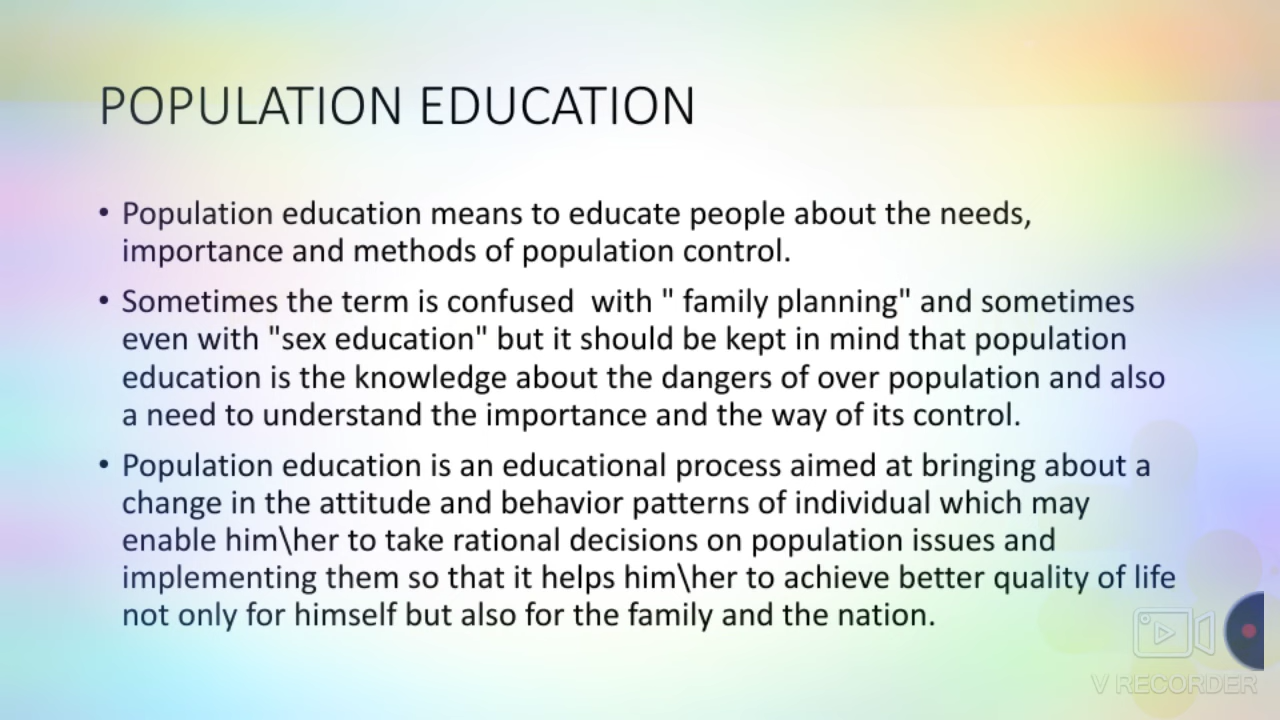 POPULATION EDUCATION
• Population education means to educate people about the needs,
importance and methods of population control.
• Sometimes the term is confused  with " family planning" and sometimes
even with "sex education" but it should be kept in mind that population
education is the knowledge about the dangers of over population and also
a need to understand the importance and the way of its control.
• Population education is an educational process aimed at bringing about a
change in the attitude and behavior patterns of individual which may
enable him\her to take rational decisions on population issues and
implementing them so that it helps him\her to achieve better quality of life
not only for himself but also for the family and the nation.
V RECORDER